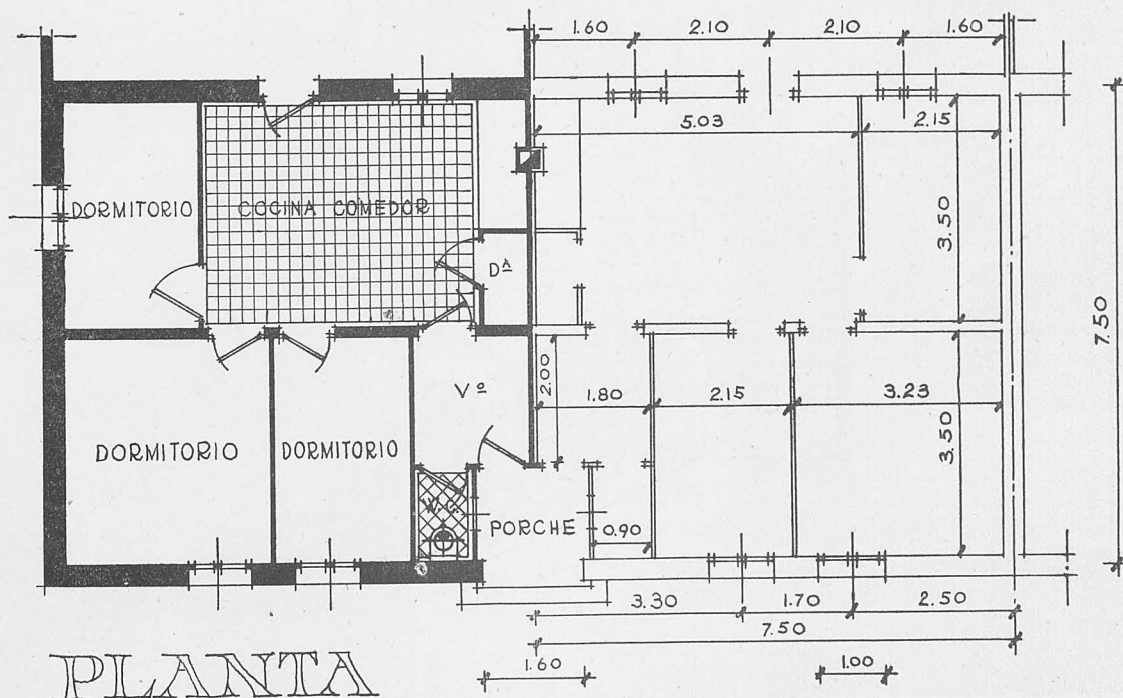 1.60 2.10 2.10 1.60
5.03 2.15
DORMITORIO COCINA COMEDOR
3.50
Dᴬ
7.50
2.00
Vº
1.80 2.15 3.23
DORMITORIO DORMITORIO
3.50
W.C.
PORCHE
0.90
3.30 1.70 2.50
7.50
PLANTA
1.60 1.00